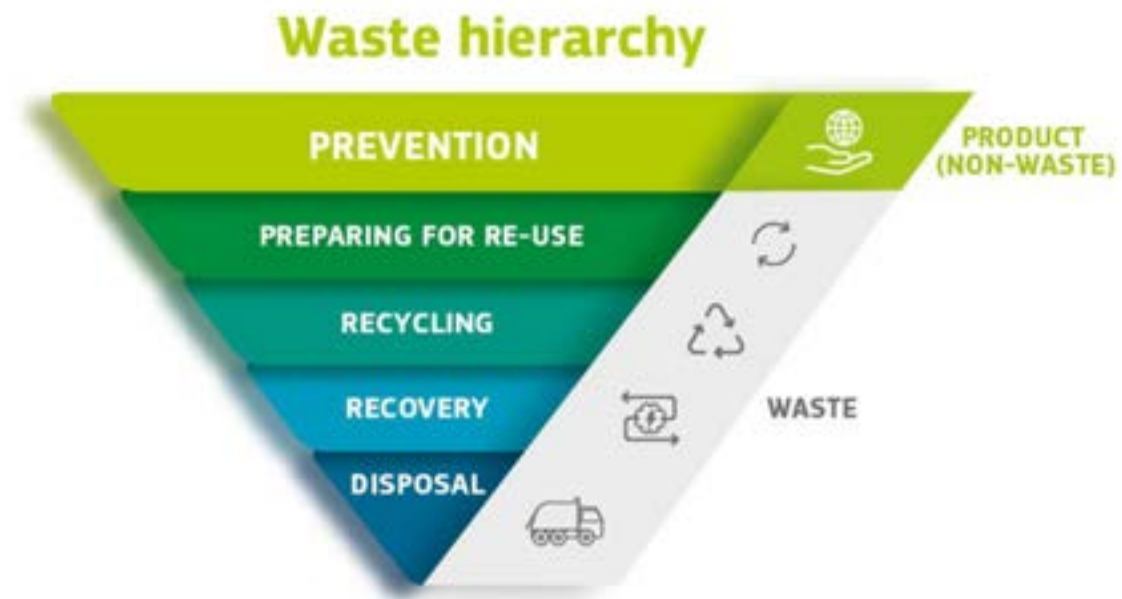 Waste hierarchy
PREVENTION
PRODUCT
(NON-WASTE)
PREPARING FOR RE-USE
RECYCLING
RECOVERY
WASTE
DISPOSAL